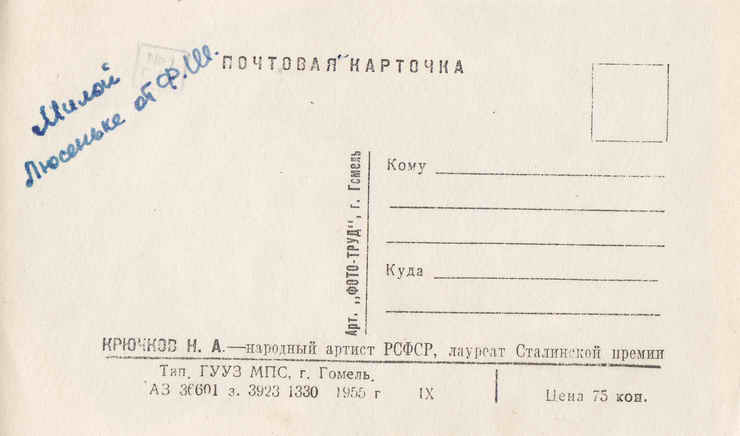 Милой
Люсеньке от Ф.Ш.
ПОЧТОВАЯ КАРТОЧКА
Кому
Куда
Арт. „ФОТО-ТРУД", г. Гомель
КРЮЧКОВ Н. А.—народный артист РСФСР, лауреат Сталинской премии
Тип. ГУУЗ МПС, г. Гомель.
АЗ 36601 з. 3923 1330 1955 г IX
Цена 75 коп.